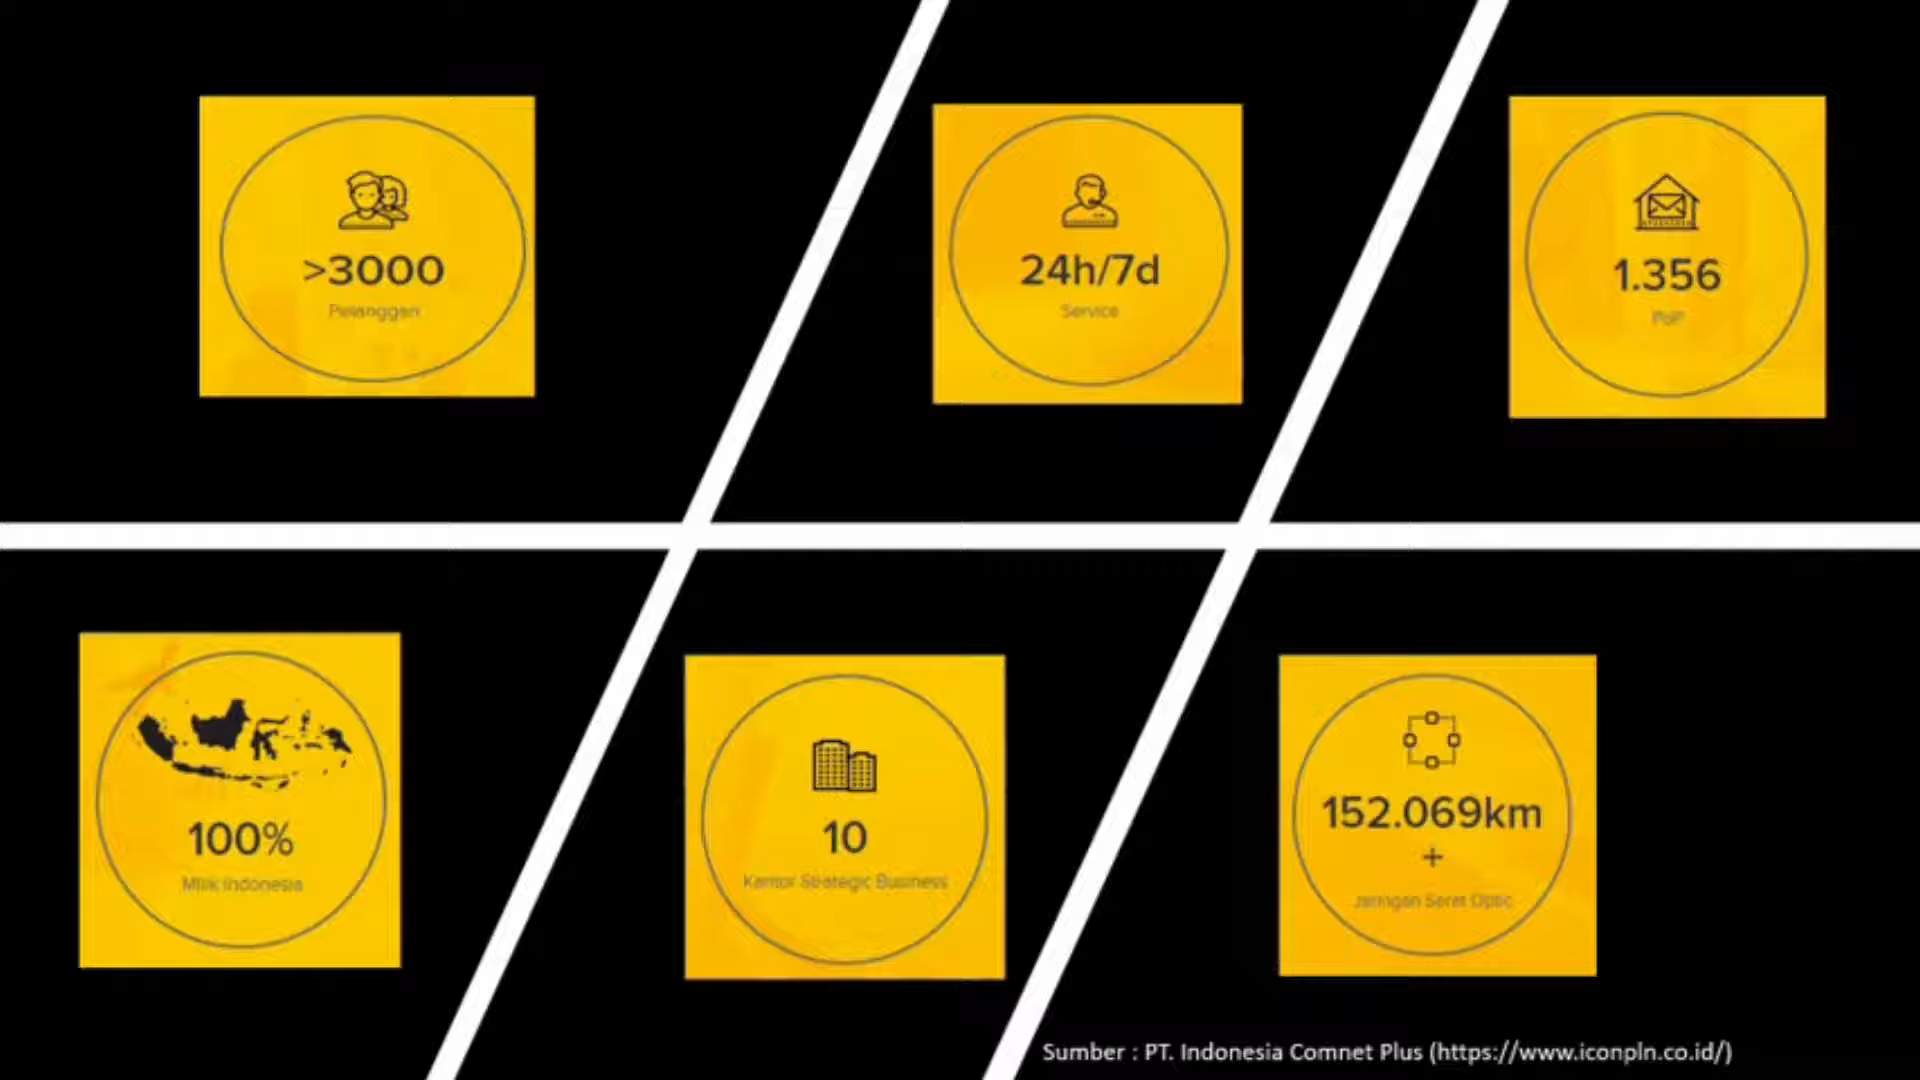 >3000
Pelanggan
24h/7d
Service
1.356
PoP
100%
Milik Indonesia
10
Kantor Strategic Business
152.069km
+
Jaringan Serat Optic
Sumber : PT. Indonesia Comnet Plus (https://www.iconpln.co.id/)